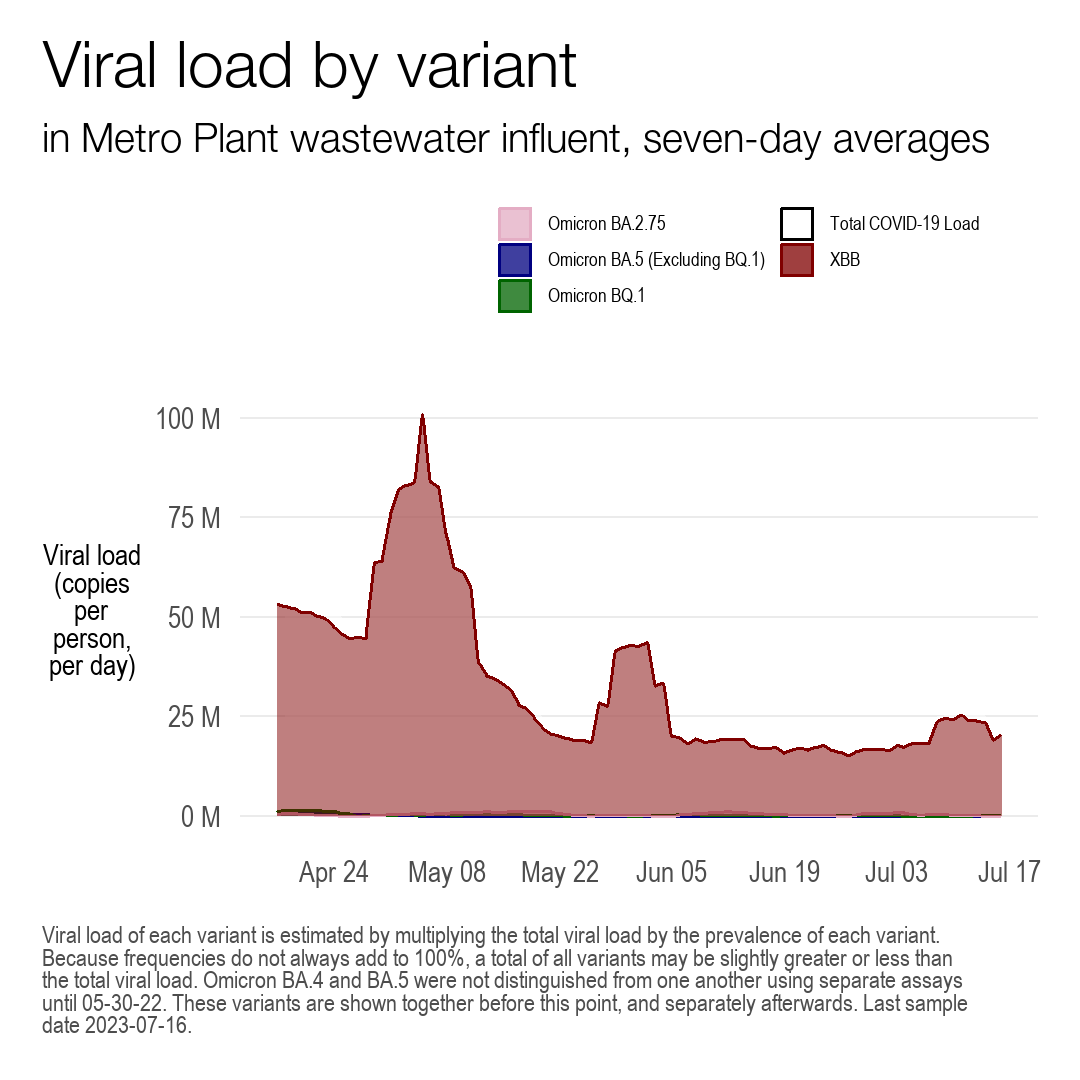 Viral load by variant
in Metro Plant wastewater influent, seven-day averages
Omicron BA.2.75
Omicron BA.5 (Excluding BQ.1)
Omicron BQ.1
Total COVID-19 Load
XBB
100 M
75 M
50 M
25 M
0 M
Viral load
(copies
per
person,
per day)
Apr 24
May 08
May 22
Jun 05
Jun 19
Jul 03
Jul 17
Viral load of each variant is estimated by multiplying the total viral load by the prevalence of each variant.
Because frequencies do not always add to 100%, a total of all variants may be slightly greater or less than
the total viral load. Omicron BA.4 and BA.5 were not distinguished from one another using separate assays
until 05-30-22. These variants are shown together before this point, and separately afterwards. Last sample
date 2023-07-16.